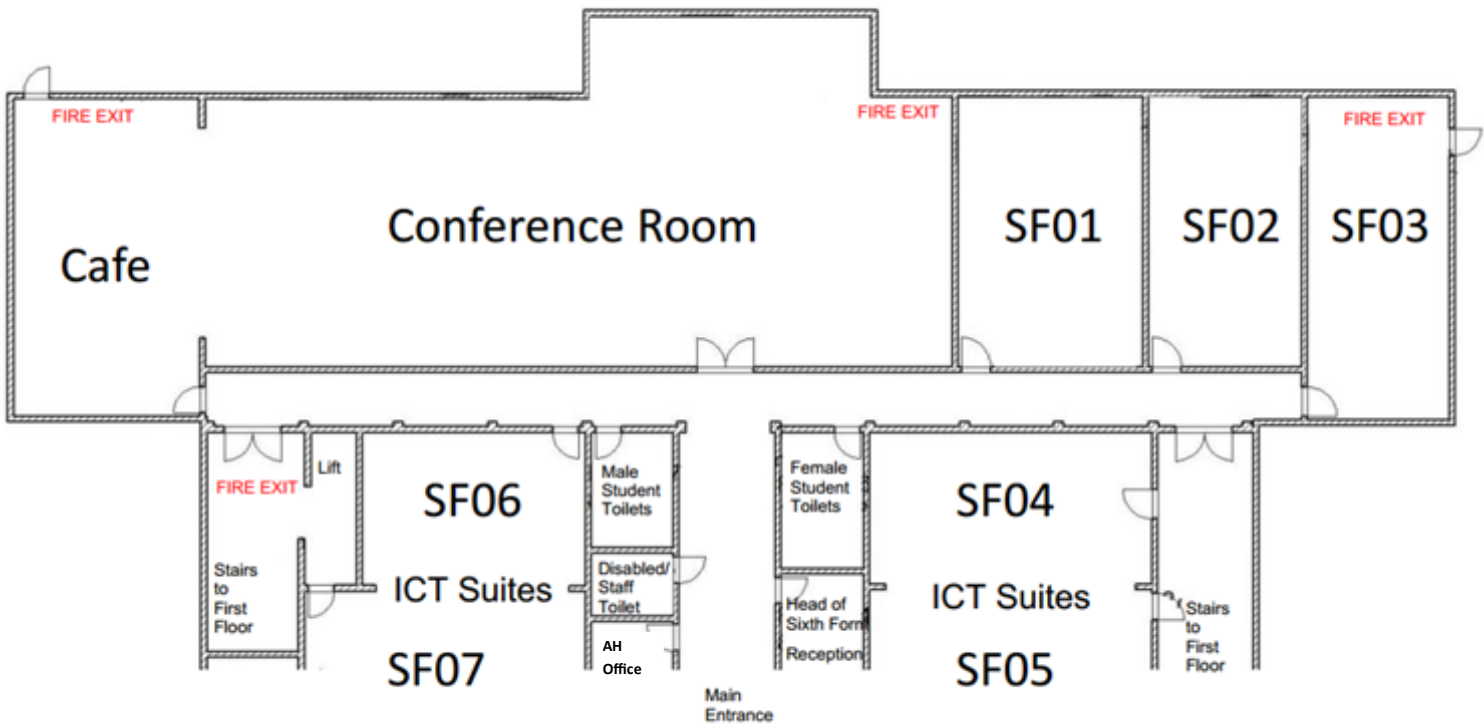 FIRE EXIT
FIRE EXIT
FIRE EXIT
Cafe
Conference Room
SF01
SF02
SF03
FIRE EXIT
Lift
SF06
Male
Student
Toilets
Female
Student
Toilets
SF04
Stairs
to
First
Floor
ICT Suites
Disabled/
Staff
Toilet
Head of
Sixth Form
Reception
ICT Suites
Stairs
to
First
Floor
SF07
AH
Office
SF05
Main
Entrance